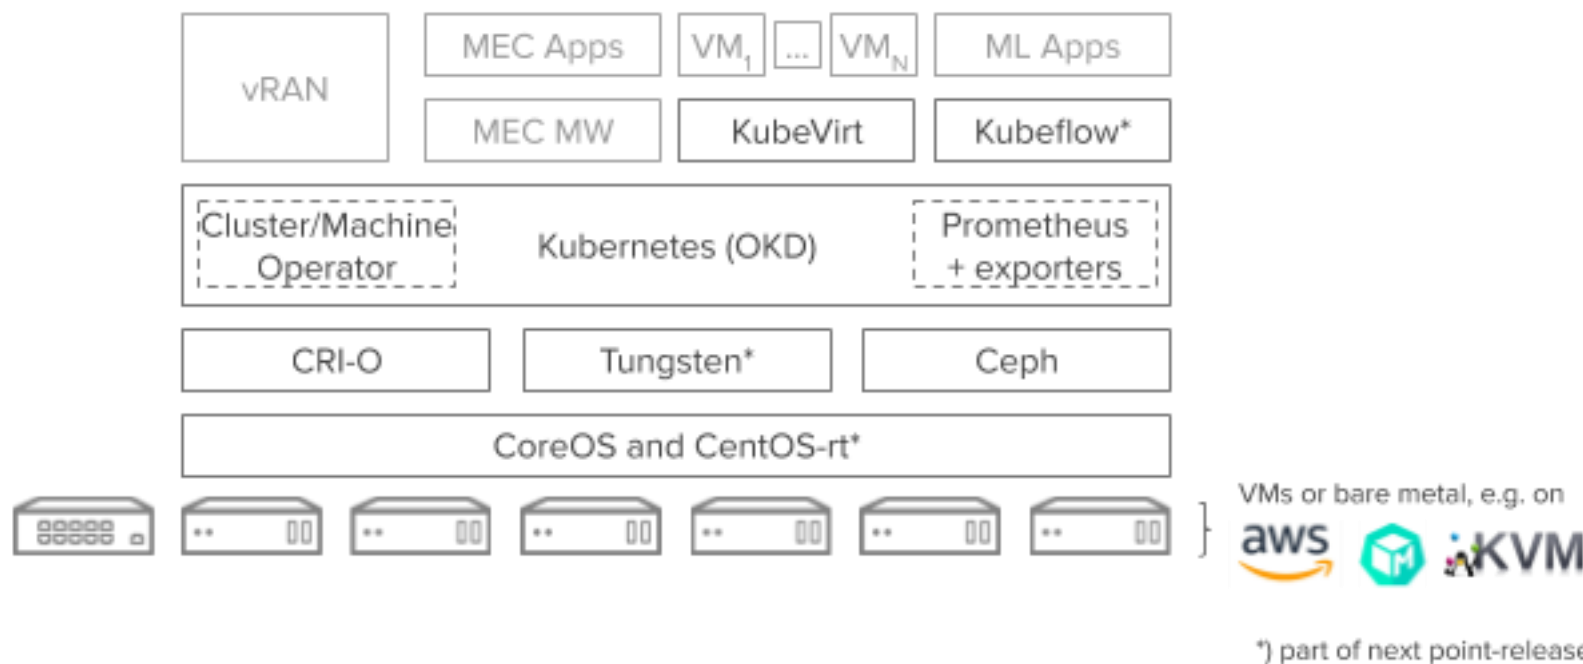 vRAN
MEC Apps
VM1
...
VMN
ML Apps
MEC MW
KubeVirt
Kubeflow*
Cluster/Machine
Operator
Kubernetes (OKD)
Prometheus
+ exporters
CRI-O
Tungsten*
Ceph
CoreOS and CentOS-rt*
VMs or bare metal, e.g. on
aws
M
KVM
*) part of next point-release